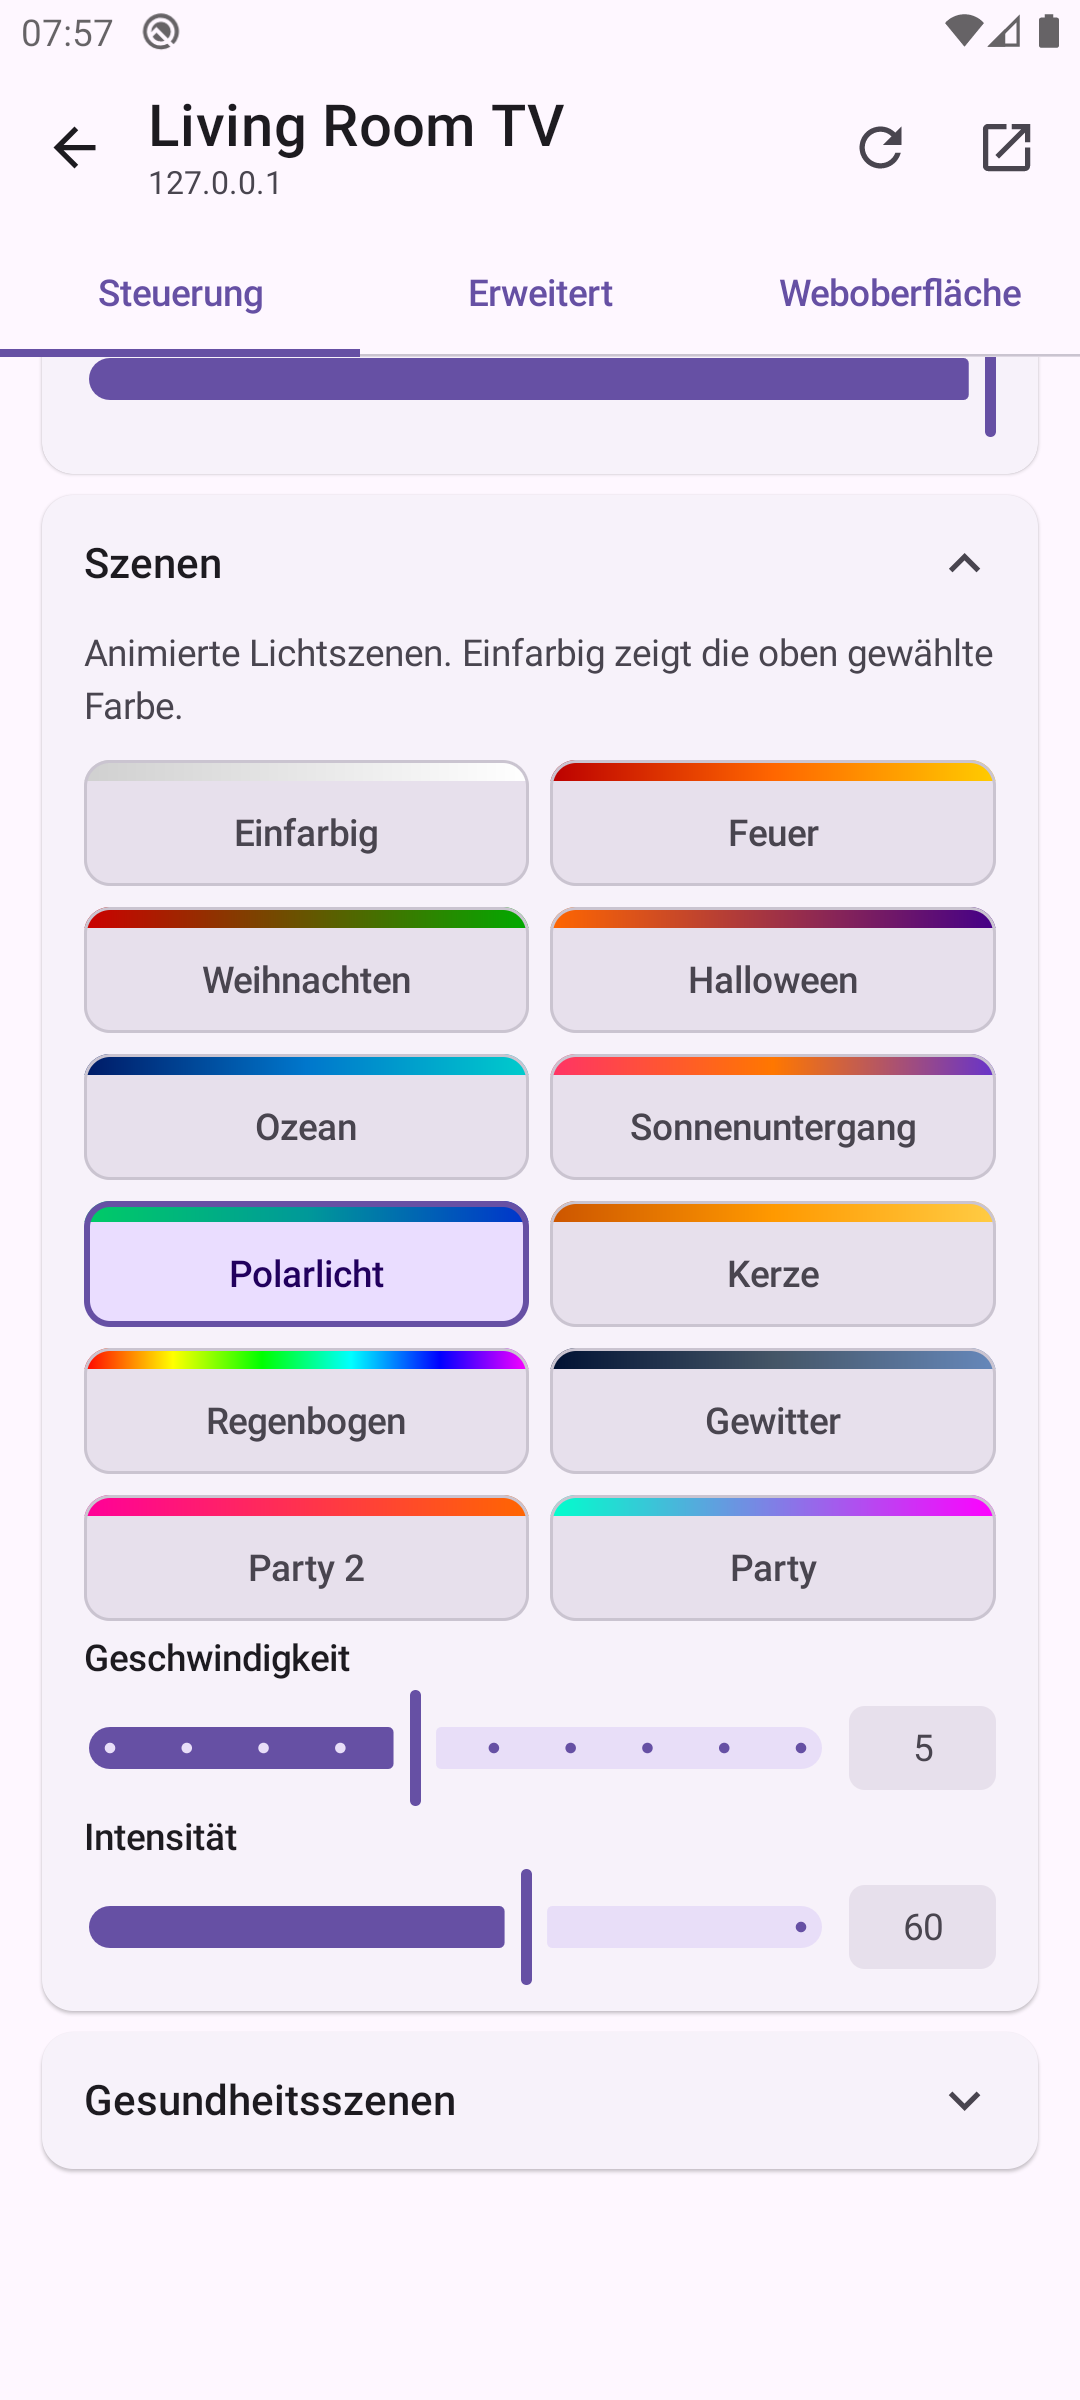 07:57
Living Room TV
127.0.0.1
Steuerung
Erweitert
Weboberfläche
Szenen
Animierte Lichtszenen. Einfarbig zeigt die oben gewählte
Farbe.
Einfarbig
Feuer
Weihnachten
Halloween
Ozean
Sonnenuntergang
Polarlicht
Kerze
Regenbogen
Gewitter
Party 2
Party
Geschwindigkeit
5
Intensität
60
Gesundheitsszenen